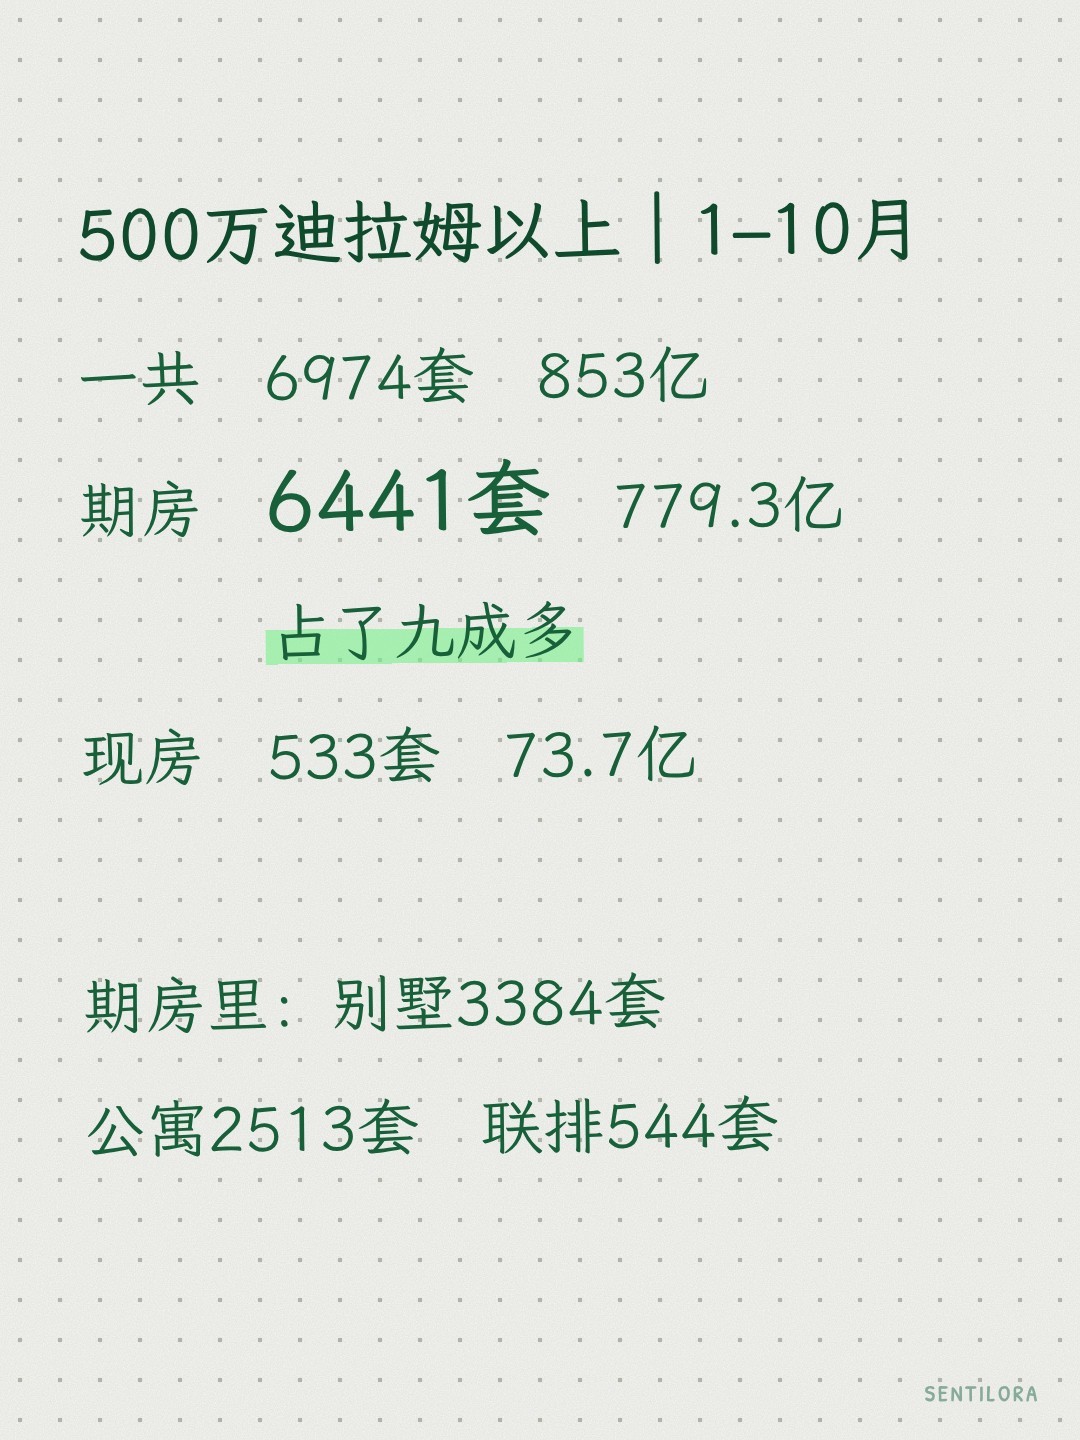 500万迪拉姆以上｜1–10月
一共 6974套 853亿
期房 6441套 779.3亿
占了九成多
现房 533套 73.7亿
期房里：别墅3384套
公寓2513套 联排544套
SENTILORA